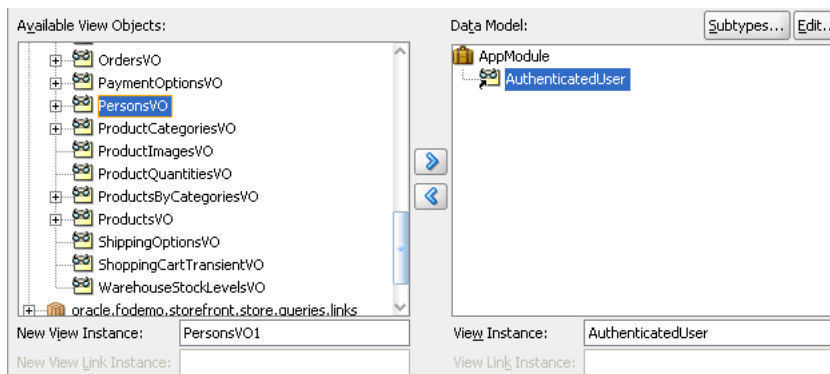 Available View Objects:
Data Model:
Subtypes...
Edit..
OrdersVO
PaymentOptionsVO
PersonsVO
ProductCategoriesVO
ProductImagesVO
ProductQuantitiesVO
ProductsByCategoriesVO
ProductsVO
ShippingOptionsVO
ShoppingCartTransientVO
WarehouseStockLevelsVO
oracle.fodemo.storefront.store.queries.links
AppModule
AuthenticatedUser
New View Instance:
PersonsVO1
View Instance:
AuthenticatedUser
New View Link Instance:
View Link Instance: